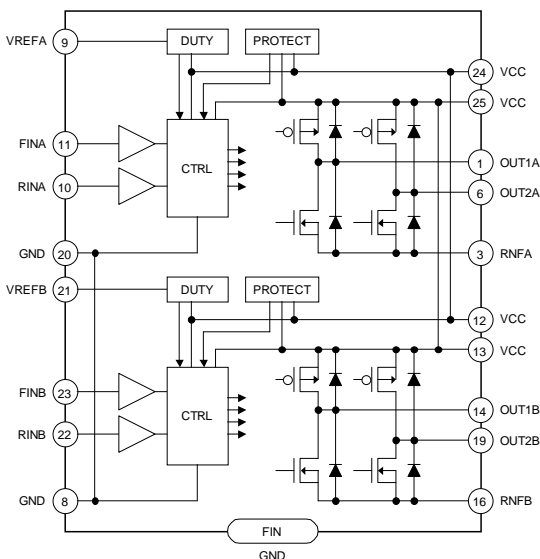 VREFA 9 DUTY PROTECT
24 VCC
25 VCC
FINA 11
CTRL
1 OUT1A
RINA 10
6 OUT2A
GND 20
3 RNFA
VREFB 21 DUTY PROTECT
12 VCC
13 VCC
FINB 23
CTRL
14 OUT1B
RINB 22
19 OUT2B
GND 8
16 RNFB
FIN
GND